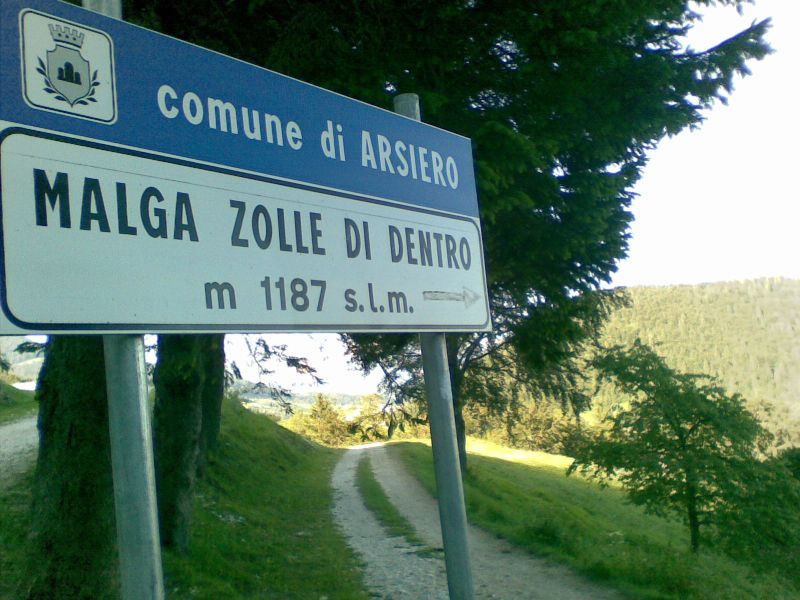 comune di ARSIERO
MALGA ZOLLE DI DENTRO
m 1187 s.l.m.